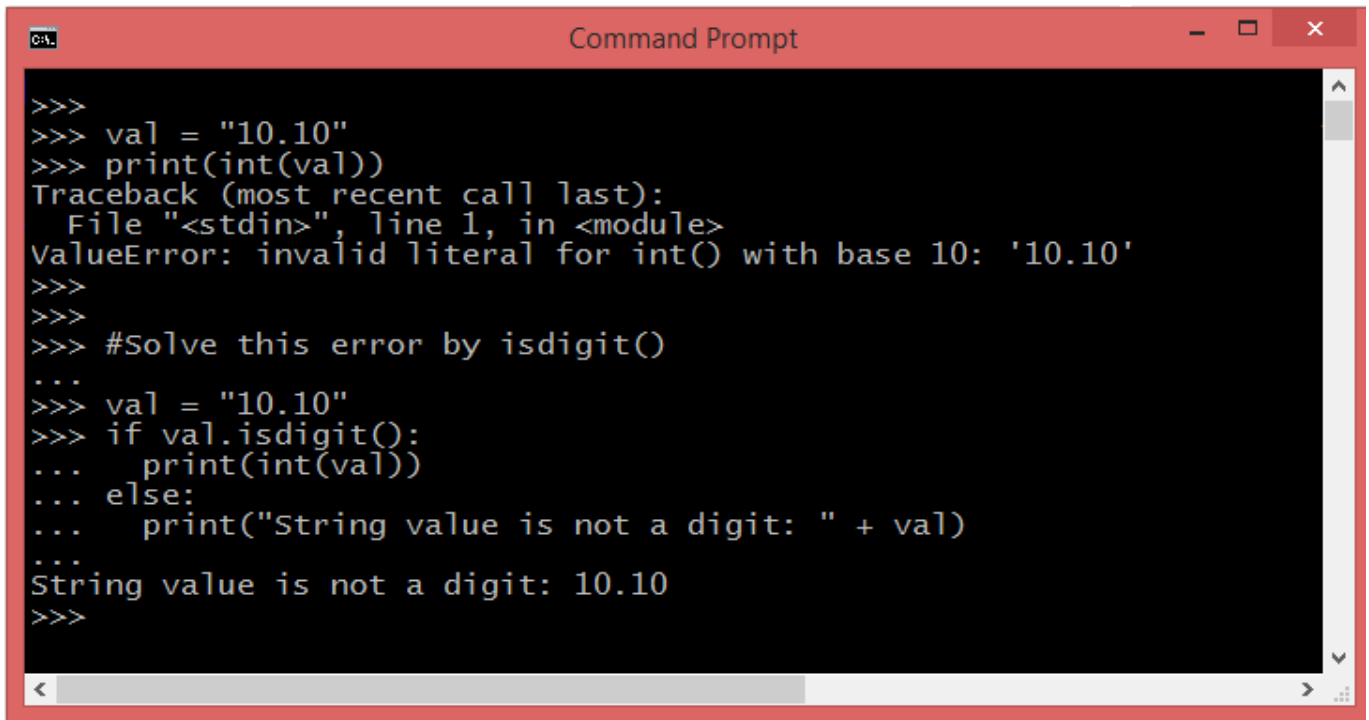 Command Prompt
>>>
>>> val = "10.10"
>>> print(int(val))
Traceback (most recent call last):
  File "<stdin>", line 1, in <module>
ValueError: invalid literal for int() with base 10: '10.10'
>>>
>>>
>>> #Solve this error by isdigit()
...
>>> val = "10.10"
>>> if val.isdigit():
...   print(int(val))
... else:
...   print("String value is not a digit: " + val)
...
String value is not a digit: 10.10
>>>